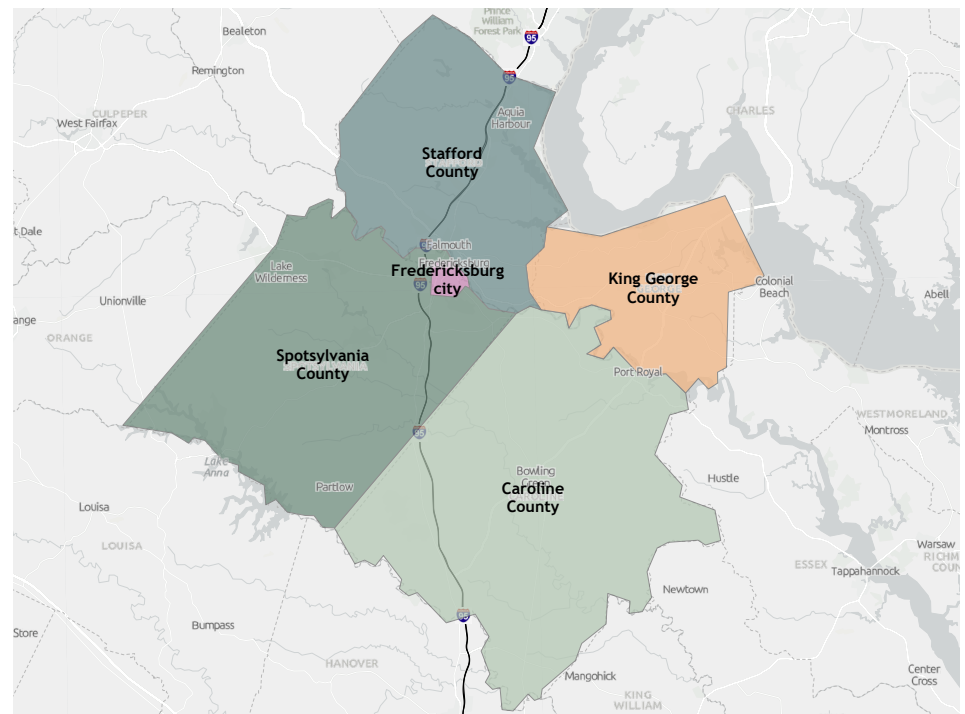 Prince
William
Forest Park
Bealeton
95
Remington
95
CULPEPER
West Fairfax
Aquia
Harbour
CHARLES
Stafford
County
t Dale
Falmouth
Fredericksburg
Fredericksburg
city
Lake
Wilderness
95
King George
County
Colonial
Beach
Abell
Unionville
ange
ORANGE
Spotsylvania
County
Port Royal
WESTMORELAND
Montross
95
Lake
Anna
Partlow
Bowling
Green
Caroline
County
Hustle
Louisa
LOUISA
Warsaw
RICHM
COUN
ESSEX
Tappahannock
Newtown
95
Bumpass
Store
HANOVER
Mangohick
Center
Cross
KING
WILLIAM